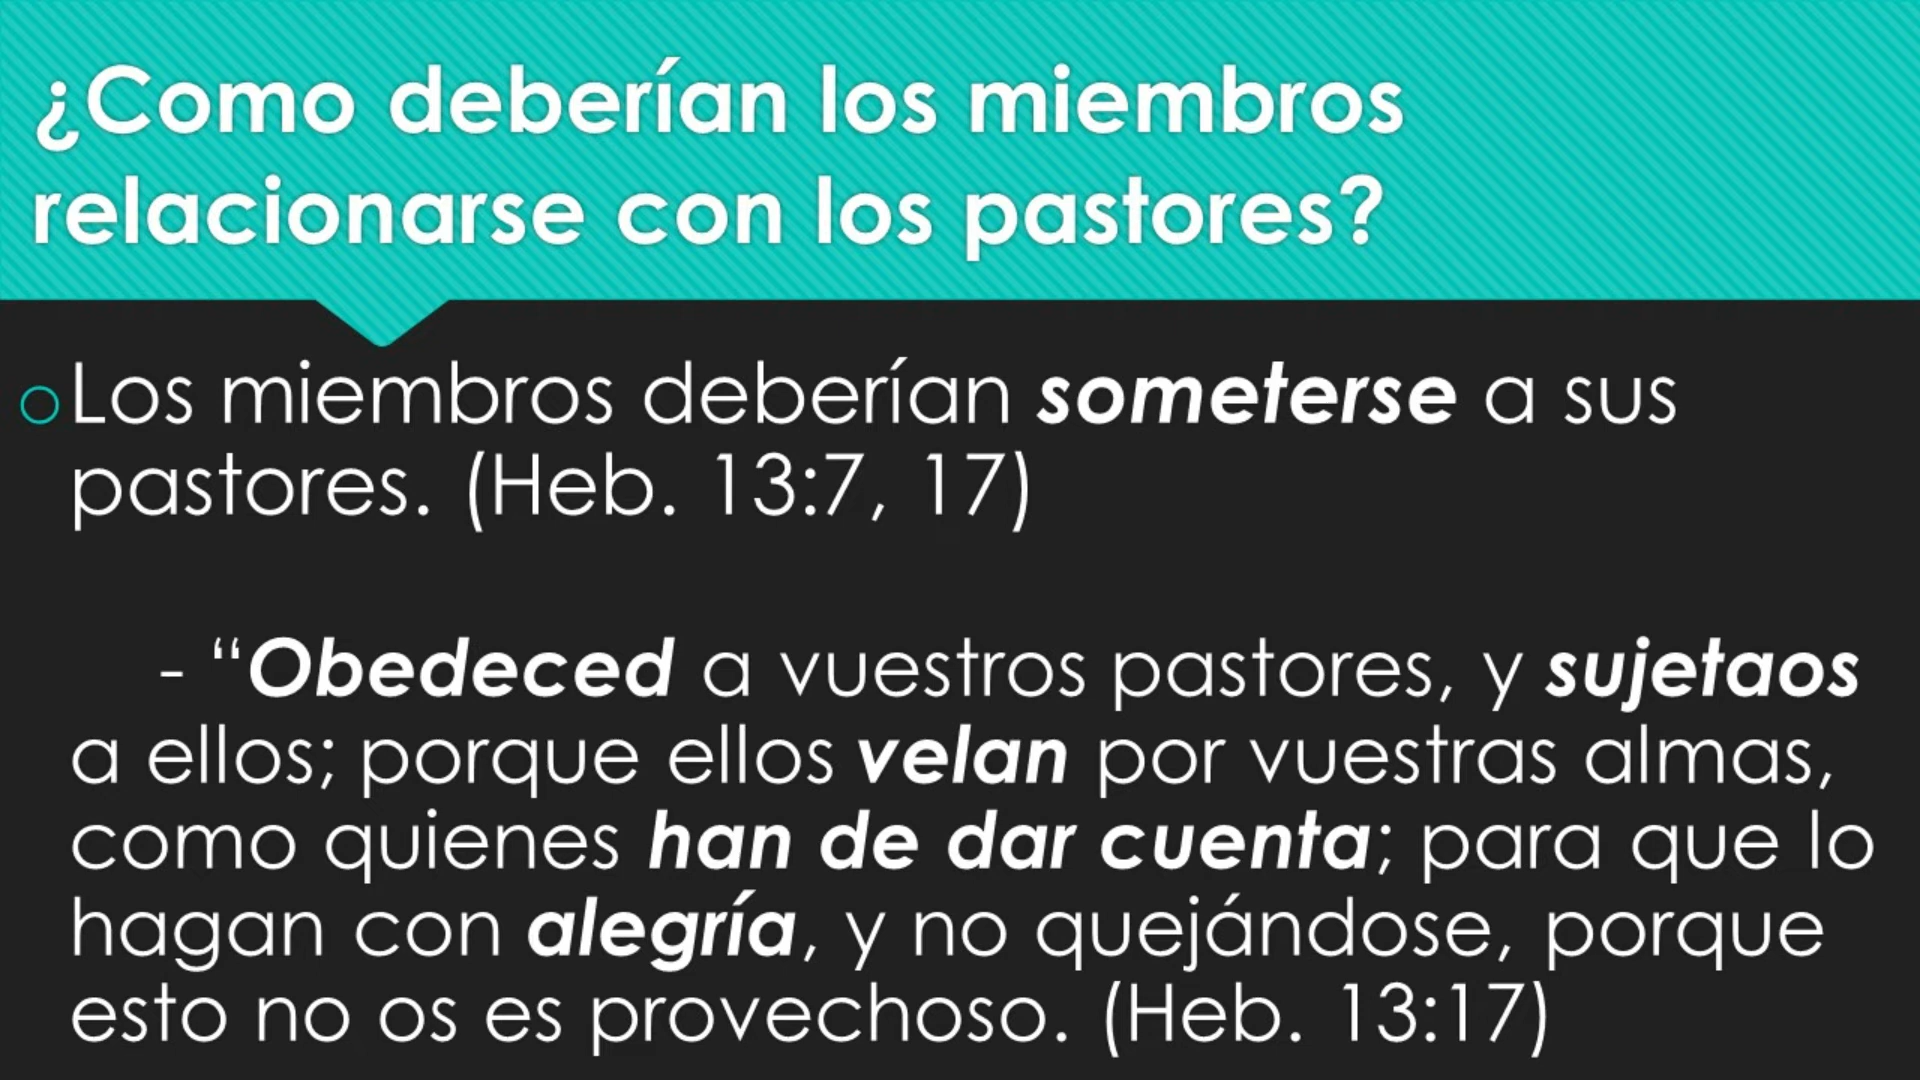 ¿Como deberían los miembros
relacionarse con los pastores?
oLos miembros deberían someterse a sus
pastores. (Heb. 13:7, 17)
- “Obedeced a vuestros pastores, y sujetaos
a ellos; porque ellos velan por vuestras almas,
como quienes han de dar cuenta; para que lo
hagan con alegría, y no quejándose, porque
esto no os es provechoso. (Heb. 13:17)